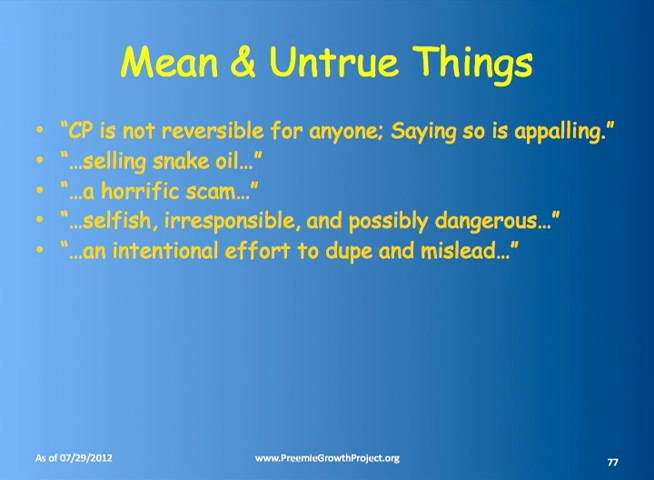 Mean & Untrue Things
• “CP is not reversible for anyone; Saying so is appalling.”
• “…selling snake oil…”
• “…a horrific scam…”
• “…selfish, irresponsible, and possibly dangerous…”
• “…an intentional effort to dupe and mislead…”
As of 07/29/2012
www.PreemieGrowthProject.org
77